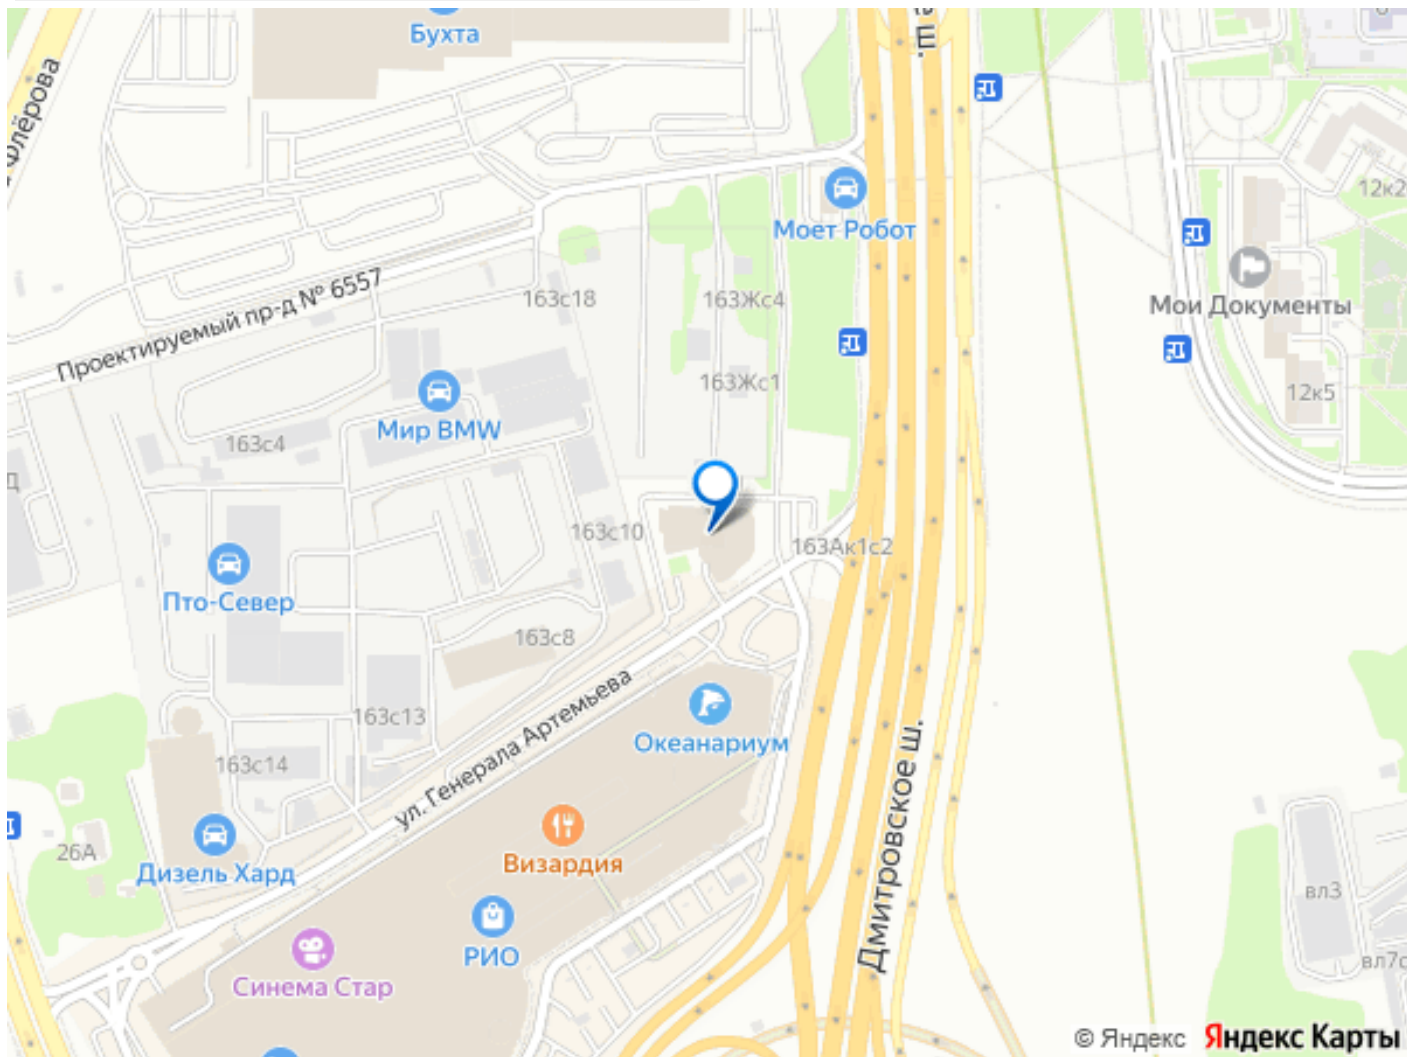 Бухта
Флёрова
Ш.
12к2
Моет Робот
Мои Документы
163с18
163Жс4
Проектируемый пр-д № 6557
163Жс1
12к5
Мир BMW
163с4
163с10
163Ак1с2
Пто-Север
163с8
ул. Генерала Артемьева
163с13
Океанариум
163с14
Дмитровское ш.
26А
Дизель Хард
Визардия
вл3
РИО
Синема Стар
вл7с
© Яндекс Яндекс Карты